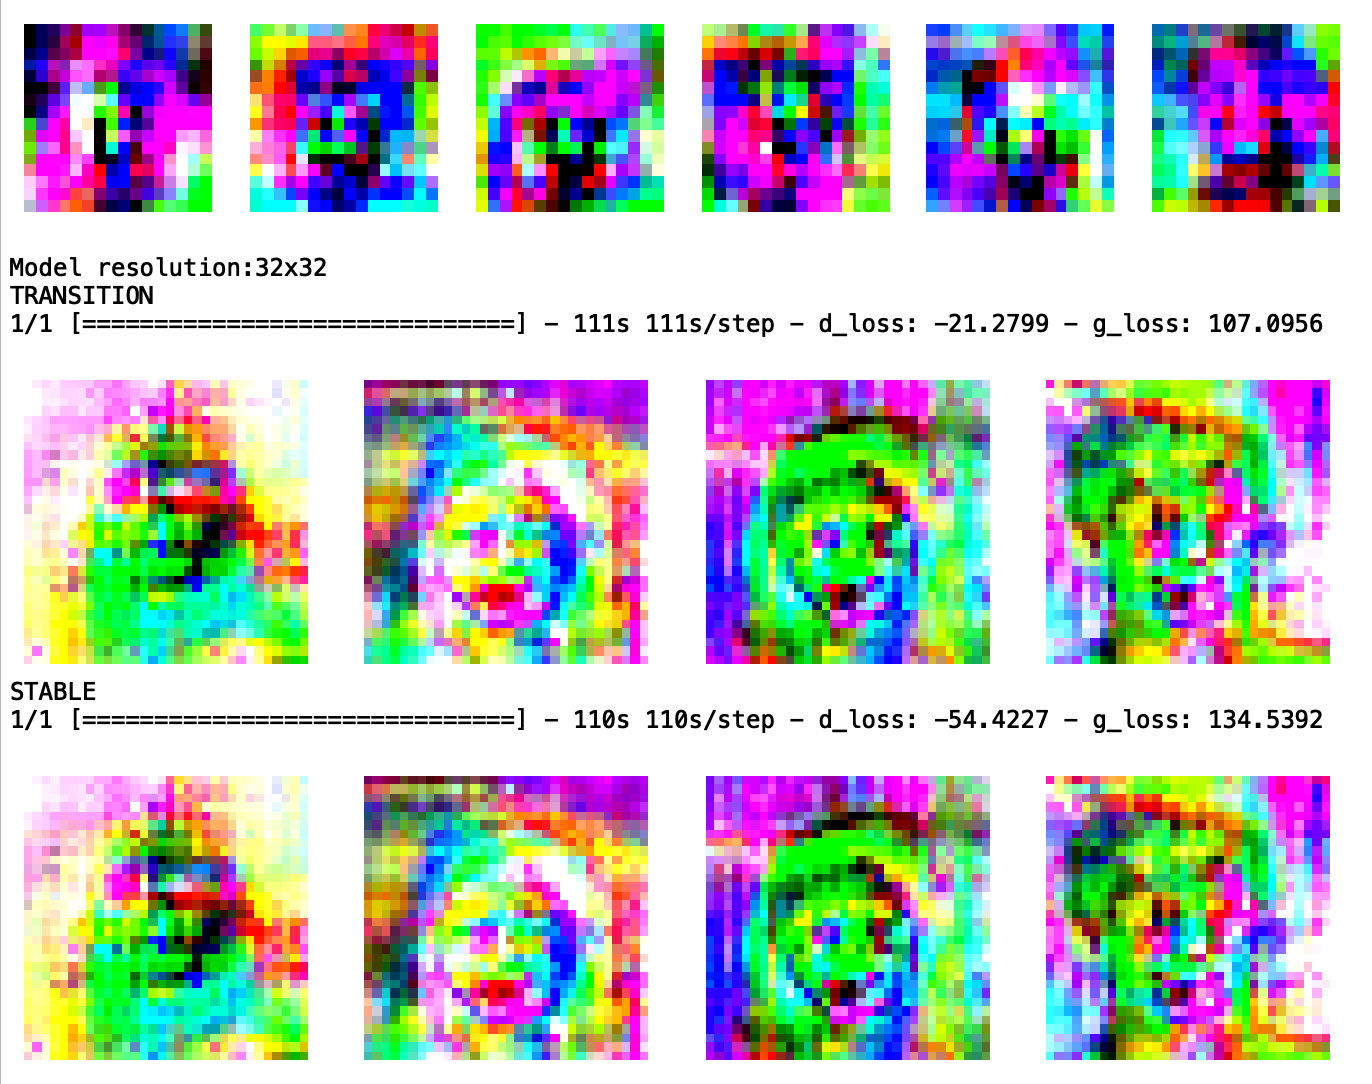 Model resolution:32x32
TRANSITION
1/1 [==============================] - 111s 111s/step - d_loss: -21.2799 - g_loss: 107.0956
STABLE
1/1 [==============================] - 110s 110s/step - d_loss: -54.4227 - g_loss: 134.5392